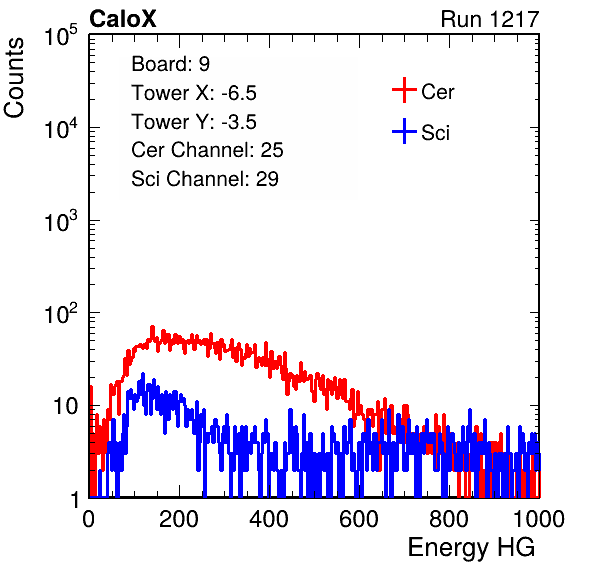 CaloX Run 1217
Counts
10^5
10^4
10^3
10^2
10
1
Board: 9
Tower X: -6.5
Tower Y: -3.5
Cer Channel: 25
Sci Channel: 29
Cer
Sci
0 200 400 600 800 1000
Energy HG